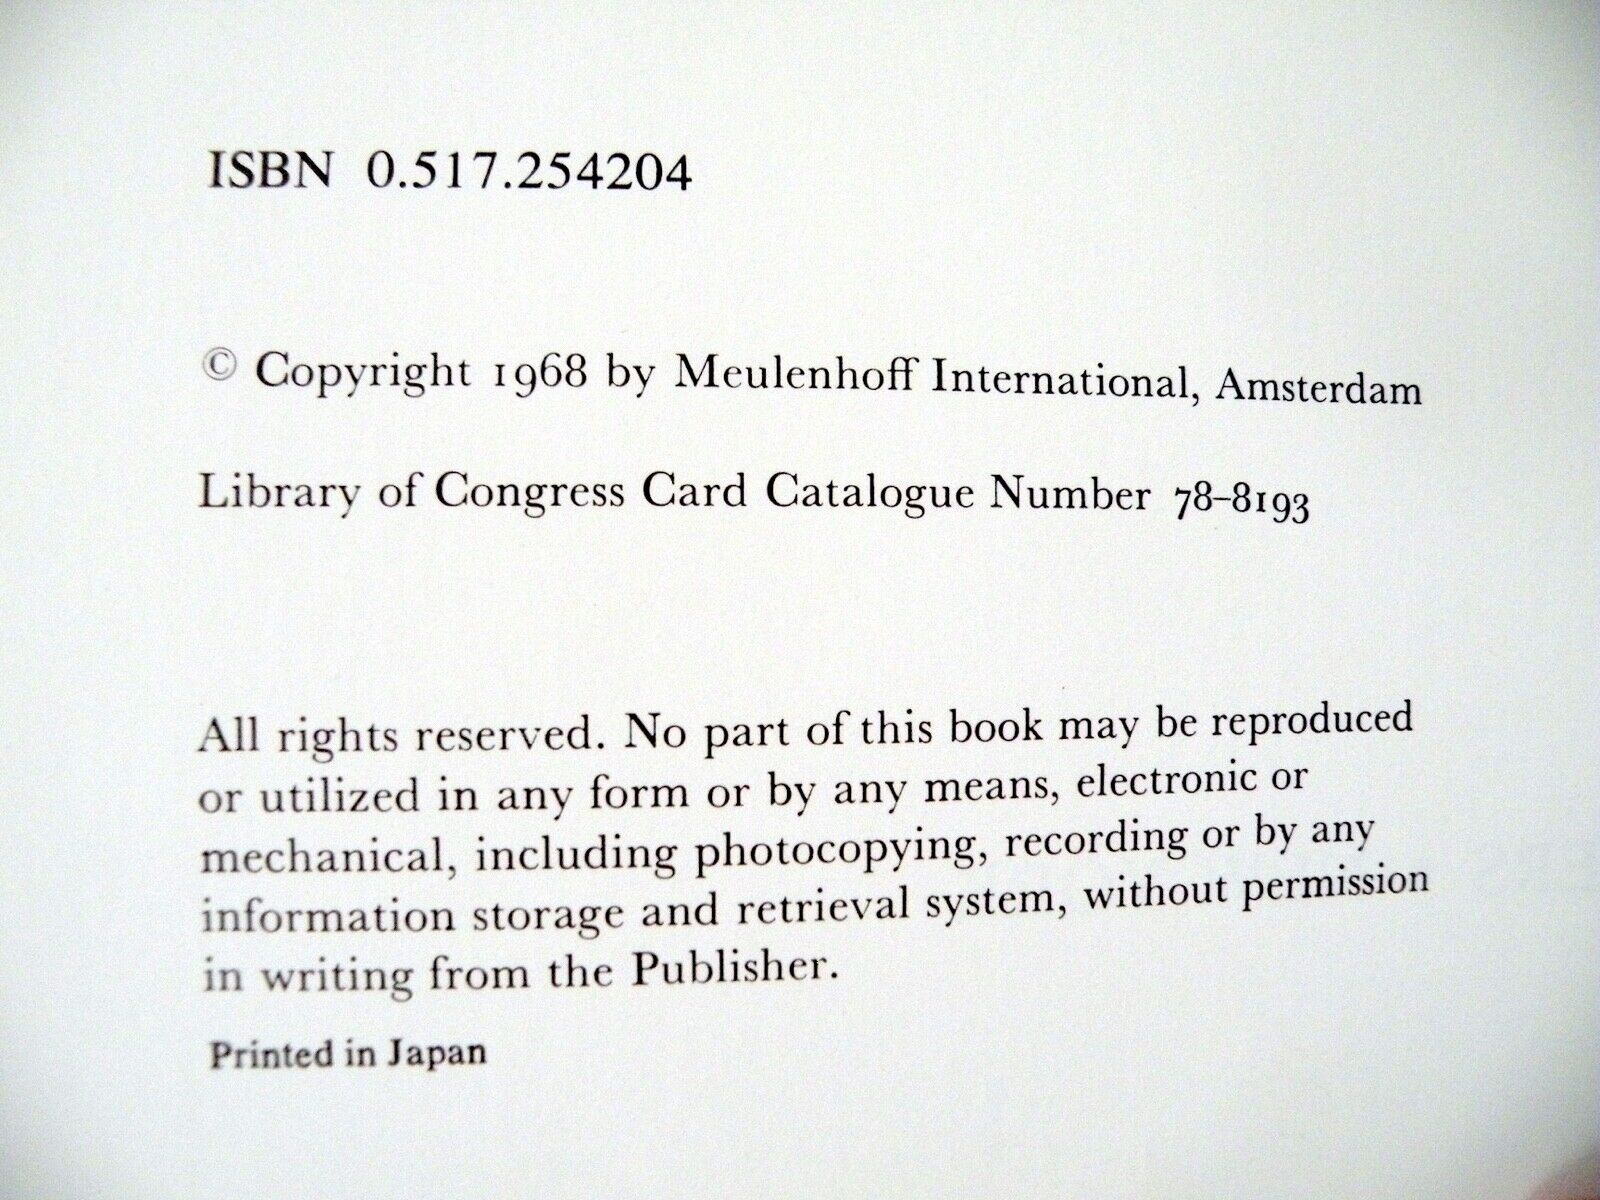 ISBN 0.517.254204
© Copyright 1968 by Meulenhoff International, Amsterdam
Library of Congress Card Catalogue Number 78–8193
All rights reserved. No part of this book may be reproduced
or utilized in any form or by any means, electronic or
mechanical, including photocopying, recording or by any
information storage and retrieval system, without permission
in writing from the Publisher.
Printed in Japan